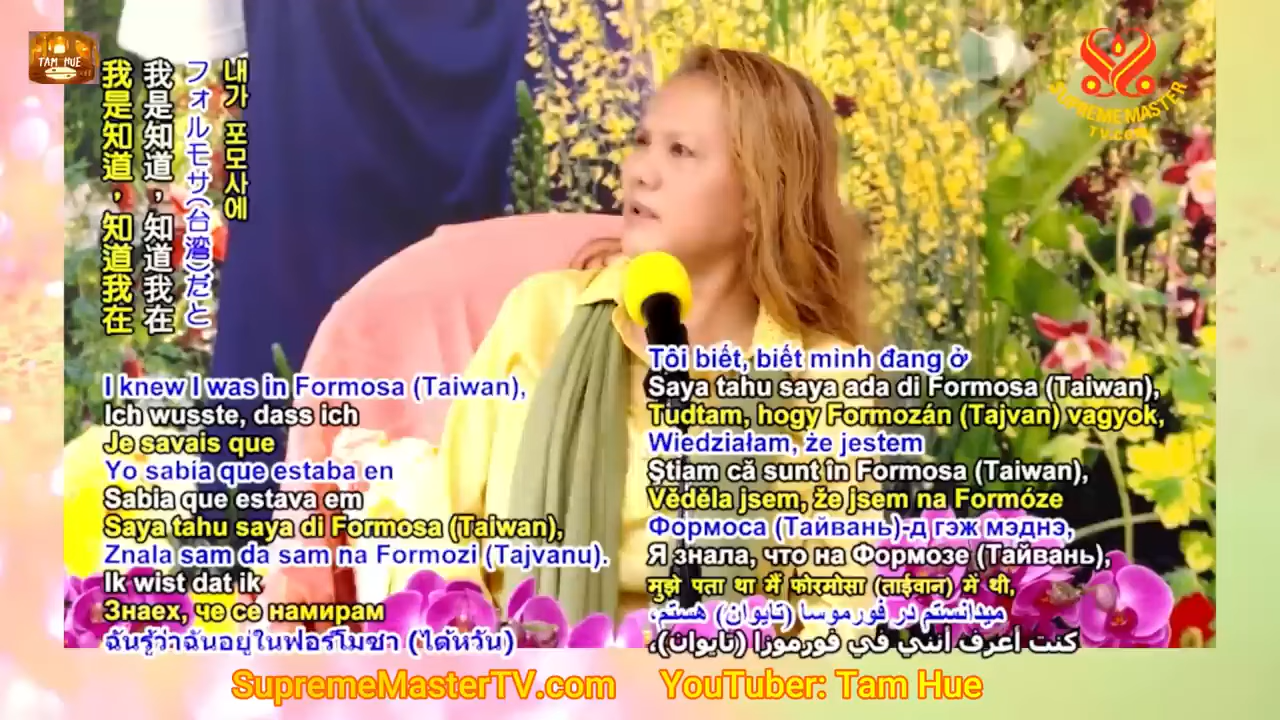 TAM HUE
SUPREME MASTER
TV.COM
내가 포모사에
フォルモサ(台湾)だと
我是知道，知道我在
我是知道，知道我在
I knew I was in Formosa (Taiwan),
Ich wusste, dass ich
Je savais que
Yo sabía que estaba en
Sabia que estava em
Saya tahu saya di Formosa (Taiwan),
Znala sam da sam na Formozi (Tajvanu).
Ik wist dat ik
Знаех, че се намирам
ฉันรู้ว่าฉันอยู่ในฟอร์โมซา (ไต้หวัน)
Tôi biết, biết mình đang ở
Saya tahu saya ada di Formosa (Taiwan),
Tudtam, hogy Formozán (Tajvan) vagyok,
Wiedziałam, że jestem
Ştiam că sunt în Formosa (Taiwan),
Věděla jsem, že jsem na Formóze
Формоса (Тайвань)-д гэж мэднэ,
Я знала, что на Формозе (Тайвань),
मुझे पता था मैं फोरमोसा (ताईवान) में थी,
میدانستم در فورموسا (تایوان) هستم،
كنت أعرف أنني في فورموزا (تايوان)،
SupremeMasterTV.com YouTuber: Tam Hue